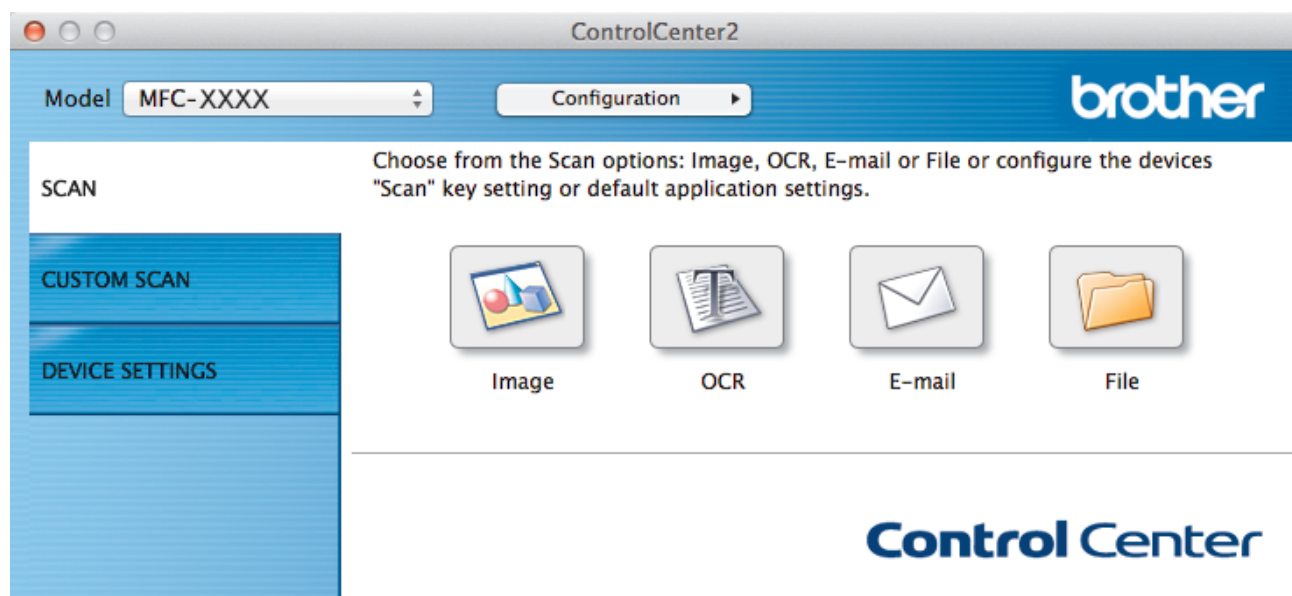 ControlCenter2
Model MFC-XXXX Configuration brother
Choose from the Scan options: Image, OCR, E-mail or File or configure the devices
"Scan" key setting or default application settings.
SCAN
CUSTOM SCAN
DEVICE SETTINGS
Image OCR E-mail File
Control Center